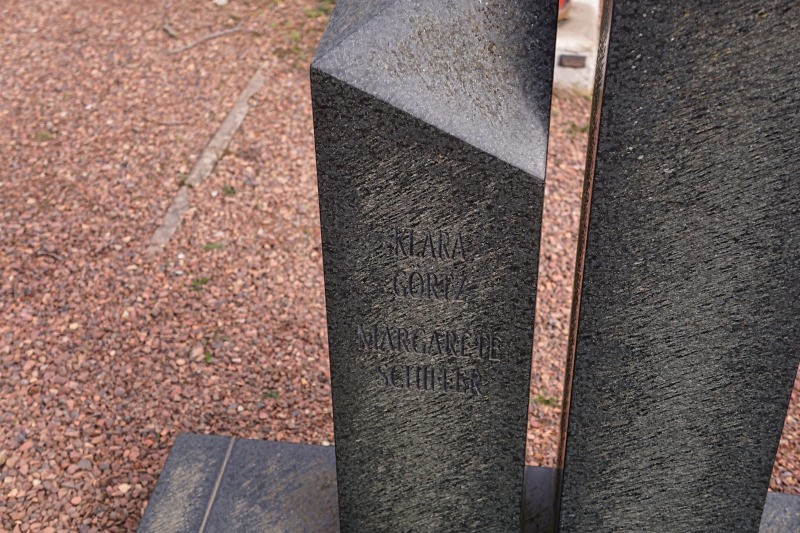 KLARA
GÖRTZ
MARGARETE
SCHIFFER